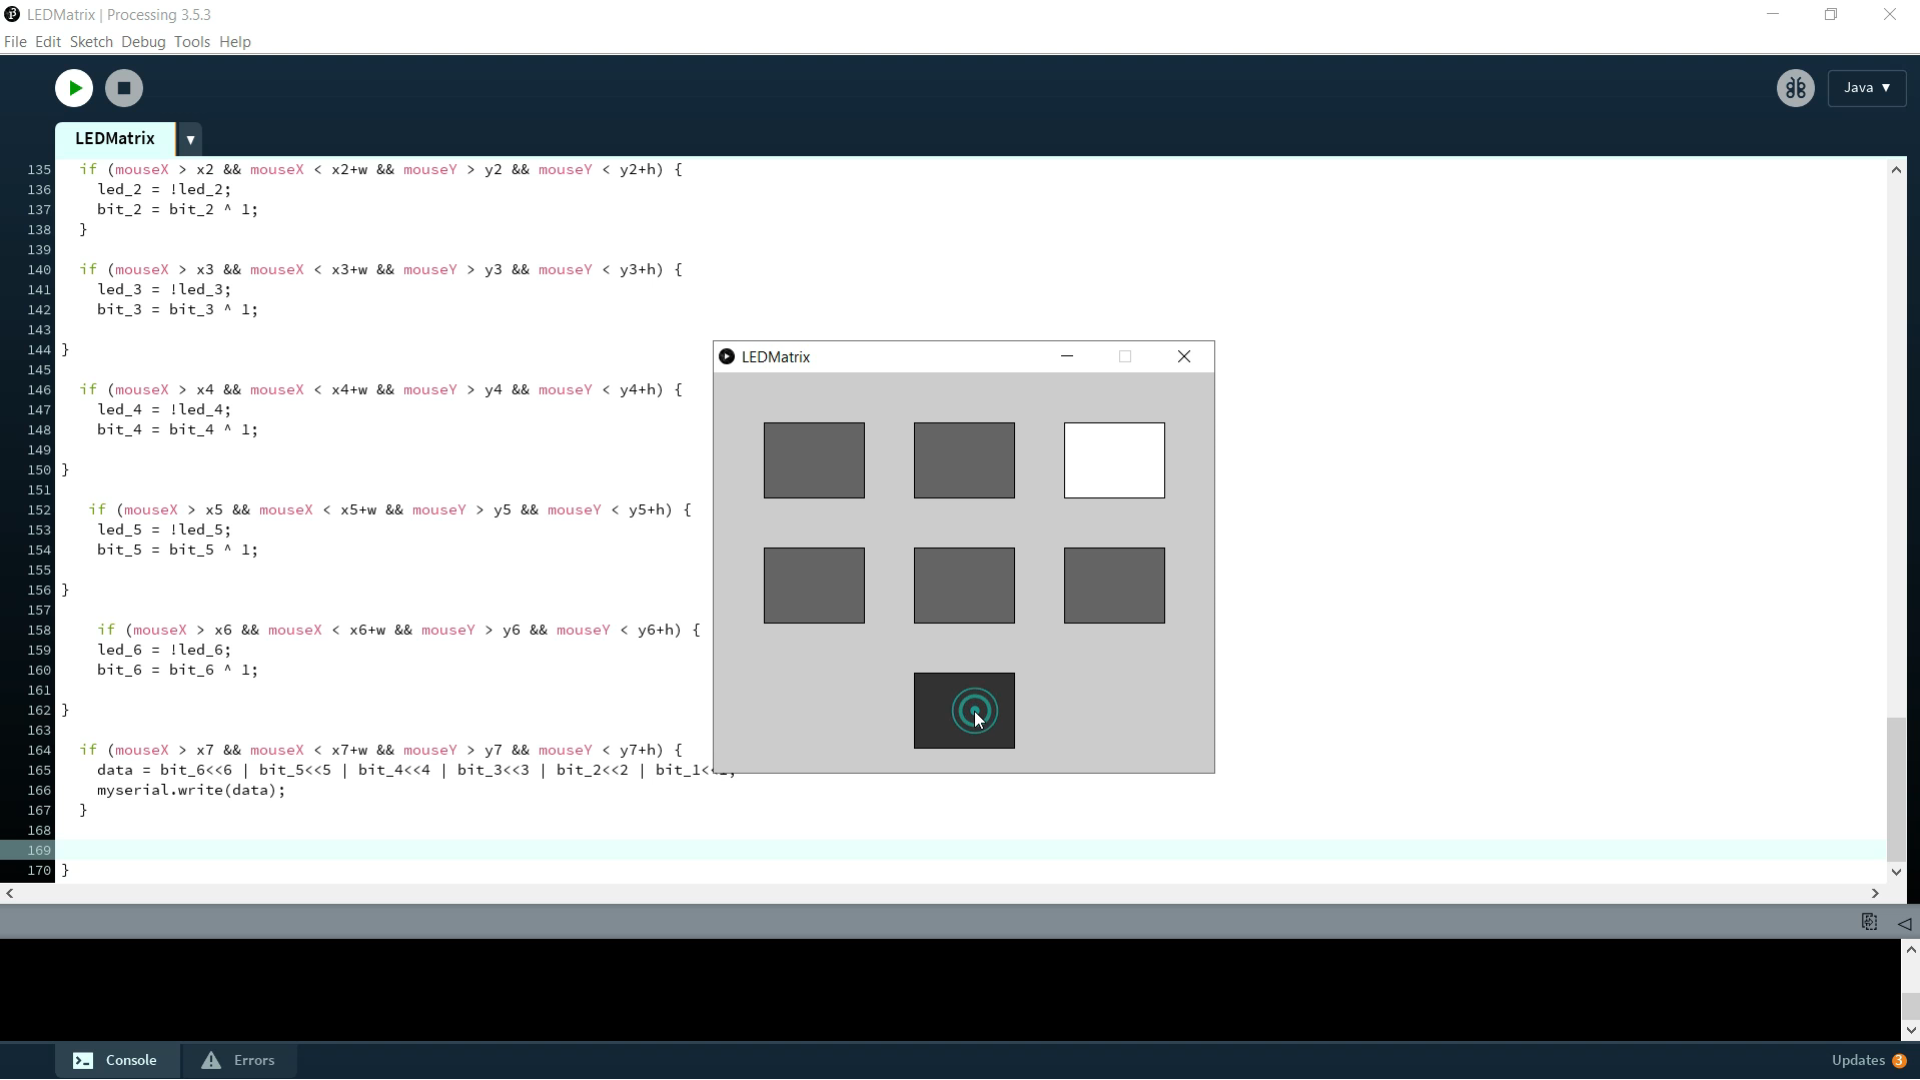 LEDMatrix | Processing 3.5.3
File Edit Sketch Debug Tools Help
Java ▼
LEDMatrix ▼
135 if (mouseX > x2 && mouseX < x2+w && mouseY > y2 && mouseY < y2+h) {
136 led_2 = !led_2;
137 bit_2 = bit_2 ^ 1;
138 }
139
140 if (mouseX > x3 && mouseX < x3+w && mouseY > y3 && mouseY < y3+h) {
141 led_3 = !led_3;
142 bit_3 = bit_3 ^ 1;
143
144 }
145
146 if (mouseX > x4 && mouseX < x4+w && mouseY > y4 && mouseY < y4+h) {
147 led_4 = !led_4;
148 bit_4 = bit_4 ^ 1;
149
150 }
151
152 if (mouseX > x5 && mouseX < x5+w && mouseY > y5 && mouseY < y5+h) {
153 led_5 = !led_5;
154 bit_5 = bit_5 ^ 1;
155
156 }
157
158 if (mouseX > x6 && mouseX < x6+w && mouseY > y6 && mouseY < y6+h) {
159 led_6 = !led_6;
160 bit_6 = bit_6 ^ 1;
161
162 }
163
164 if (mouseX > x7 && mouseX < x7+w && mouseY > y7 && mouseY < y7+h) {
165 data = bit_6<<6 | bit_5<<5 | bit_4<<4 | bit_3<<3 | bit_2<<2 | bit_1<
166 myserial.write(data);
167 }
168
169
170 }
LEDMatrix
Console
Errors
Updates 3